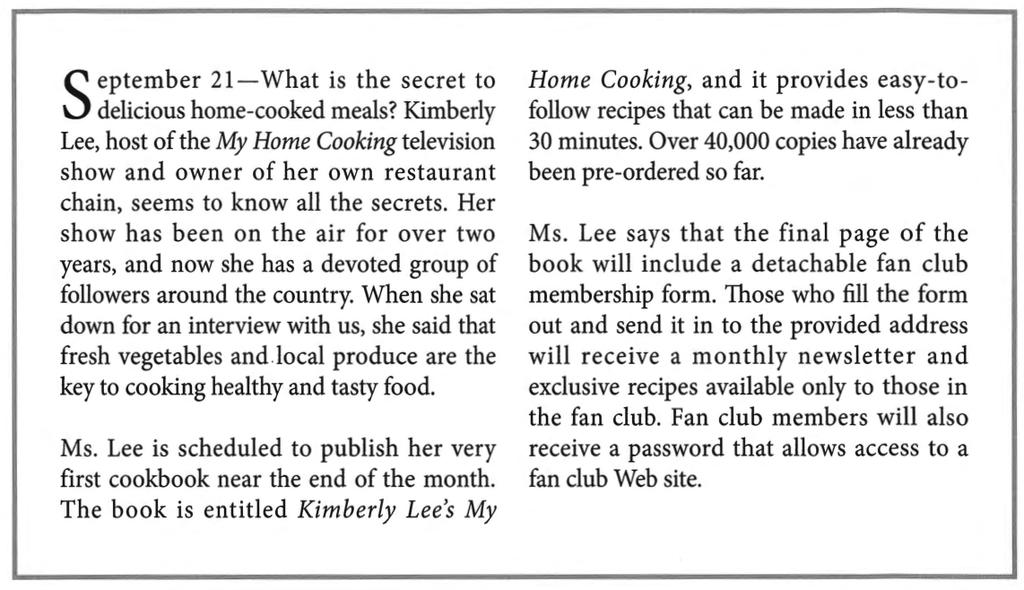 September 21—What is the secret to
delicious home-cooked meals? Kimberly
Lee, host of the My Home Cooking television
show and owner of her own restaurant
chain, seems to know all the secrets. Her
show has been on the air for over two
years, and now she has a devoted group of
followers around the country. When she sat
down for an interview with us, she said that
fresh vegetables and local produce are the
key to cooking healthy and tasty food.
Ms. Lee is scheduled to publish her very
first cookbook near the end of the month.
The book is entitled Kimberly Lee's My
Home Cooking, and it provides easy-to-
follow recipes that can be made in less than
30 minutes. Over 40,000 copies have already
been pre-ordered so far.
Ms. Lee says that the final page of the
book will include a detachable fan club
membership form. Those who fill the form
out and send it in to the provided address
will receive a monthly newsletter and
exclusive recipes available only to those in
the fan club. Fan club members will also
receive a password that allows access to a
fan club Web site.